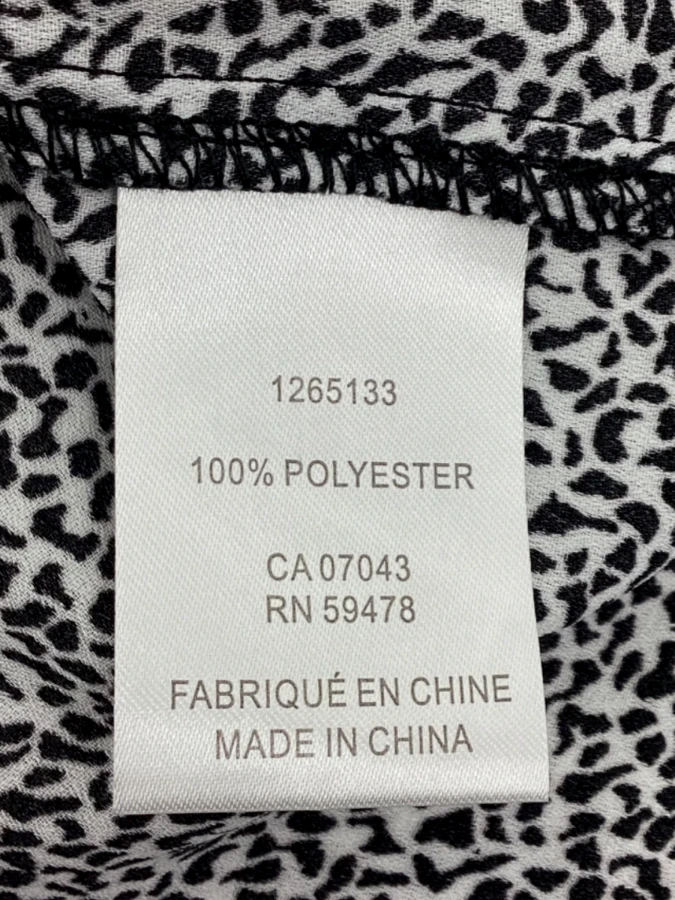 1265133
100% POLYESTER
CA 07043
RN 59478
FABRIQUÉ EN CHINE
MADE IN CHINA